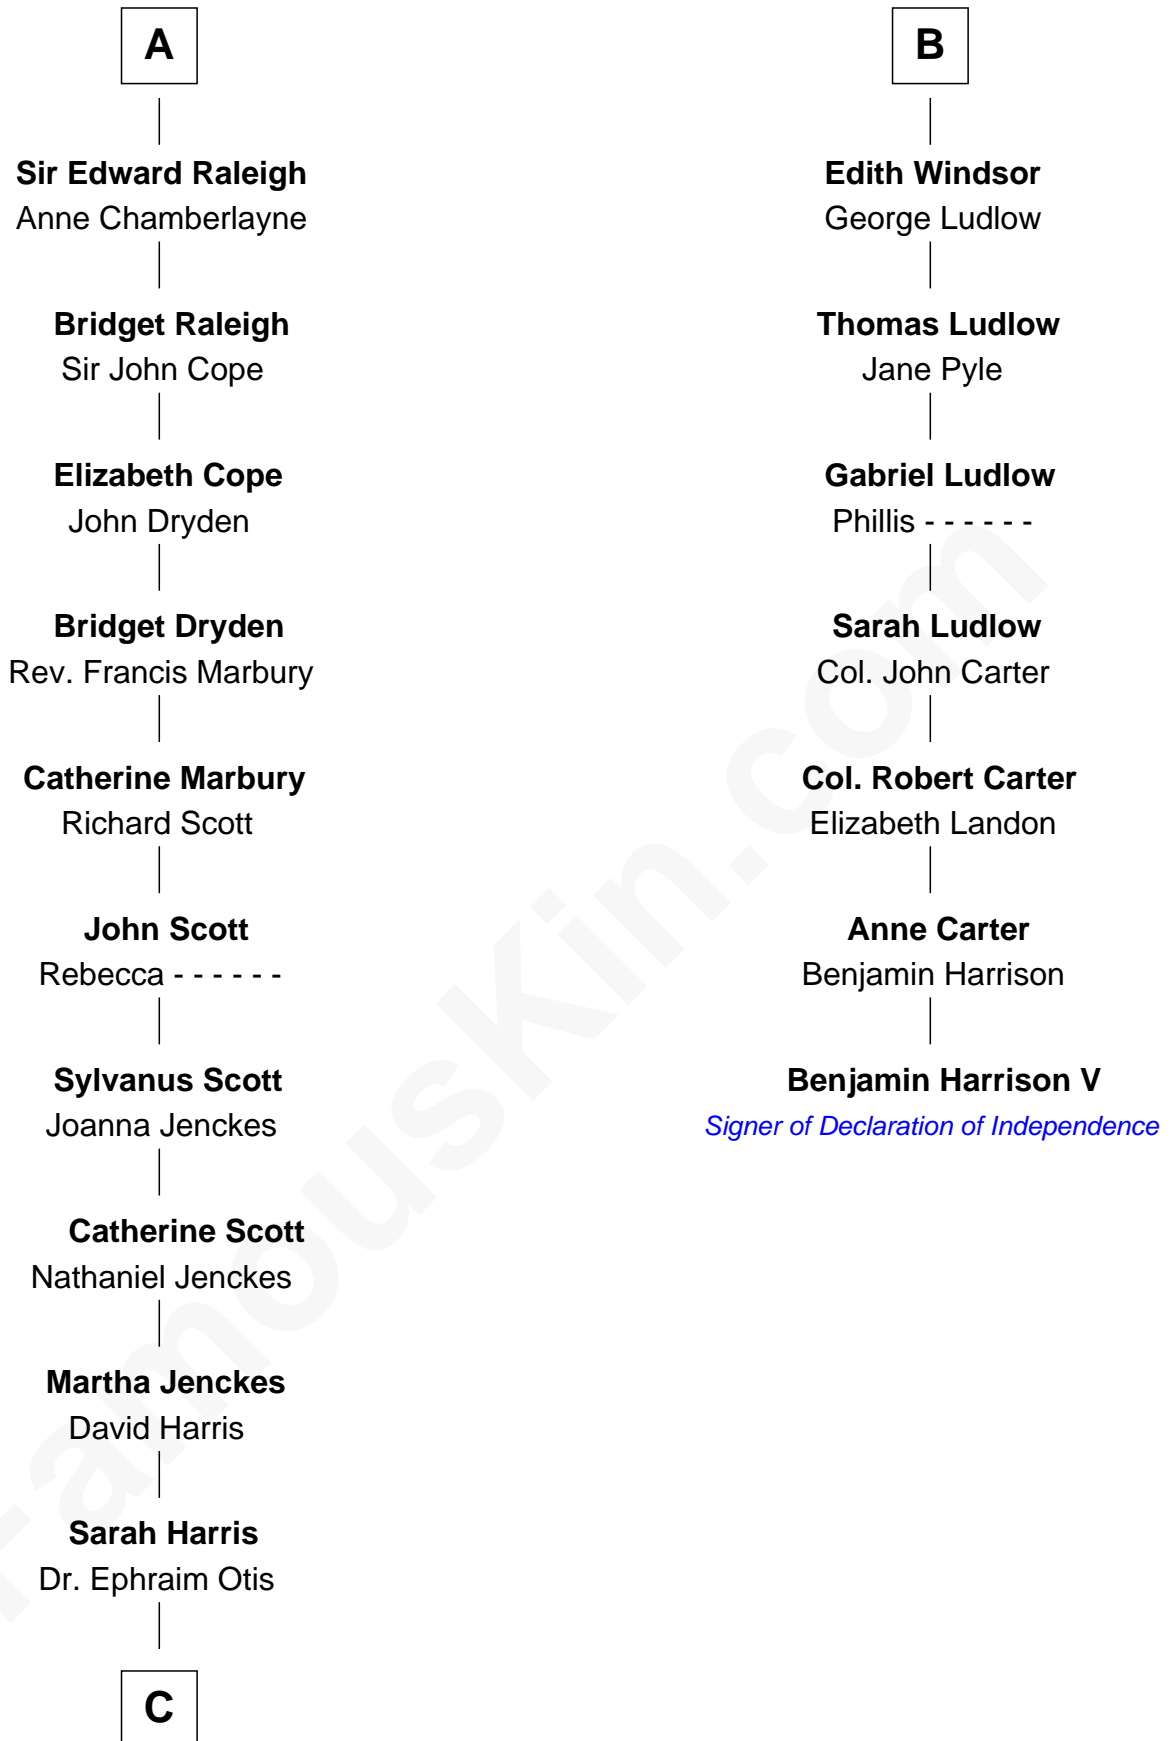 A
Sir Edward Raleigh
Anne Chamberlayne
Bridget Raleigh
Sir John Cope
Elizabeth Cope
John Dryden
Bridget Dryden
Rev. Francis Marbury
Catherine Marbury
Richard Scott
John Scott
Rebecca - - - - - -
Sylvanus Scott
Joanna Jenckes
Catherine Scott
Nathaniel Jenckes
Martha Jenckes
David Harris
Sarah Harris
Dr. Ephraim Otis
C
B
Edith Windsor
George Ludlow
Thomas Ludlow
Jane Pyle
Gabriel Ludlow
Phillis - - - - - -
Sarah Ludlow
Col. John Carter
Col. Robert Carter
Elizabeth Landon
Anne Carter
Benjamin Harrison
Benjamin Harrison V
Signer of Declaration of Independence
FamousKin.com